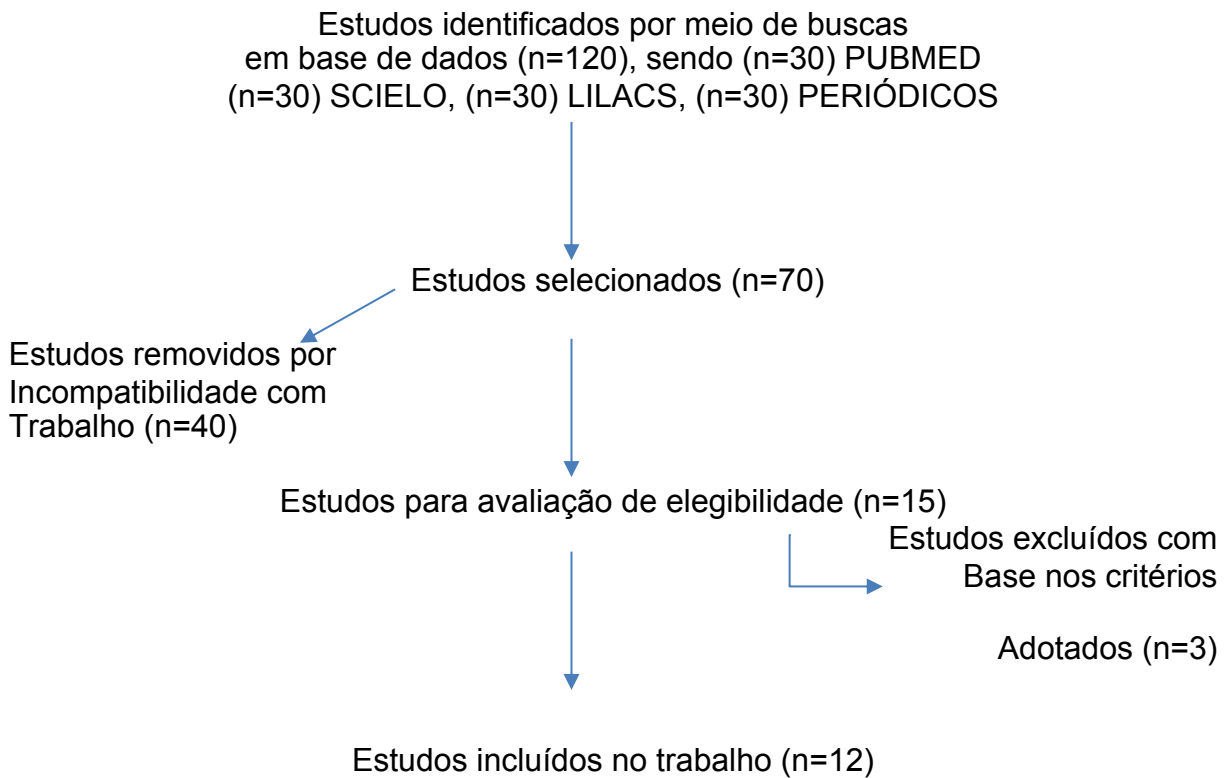 Estudos identificados por meio de buscas
em base de dados (n=120), sendo (n=30) PUBMED
(n=30) SCIELO, (n=30) LILACS, (n=30) PERIÓDICOS
Estudos selecionados (n=70)
Estudos removidos por
Incompatibilidade com
Trabalho (n=40)
Estudos para avaliação de elegibilidade (n=15)
Estudos excluídos com
Base nos critérios
Adotados (n=3)
Estudos incluídos no trabalho (n=12)